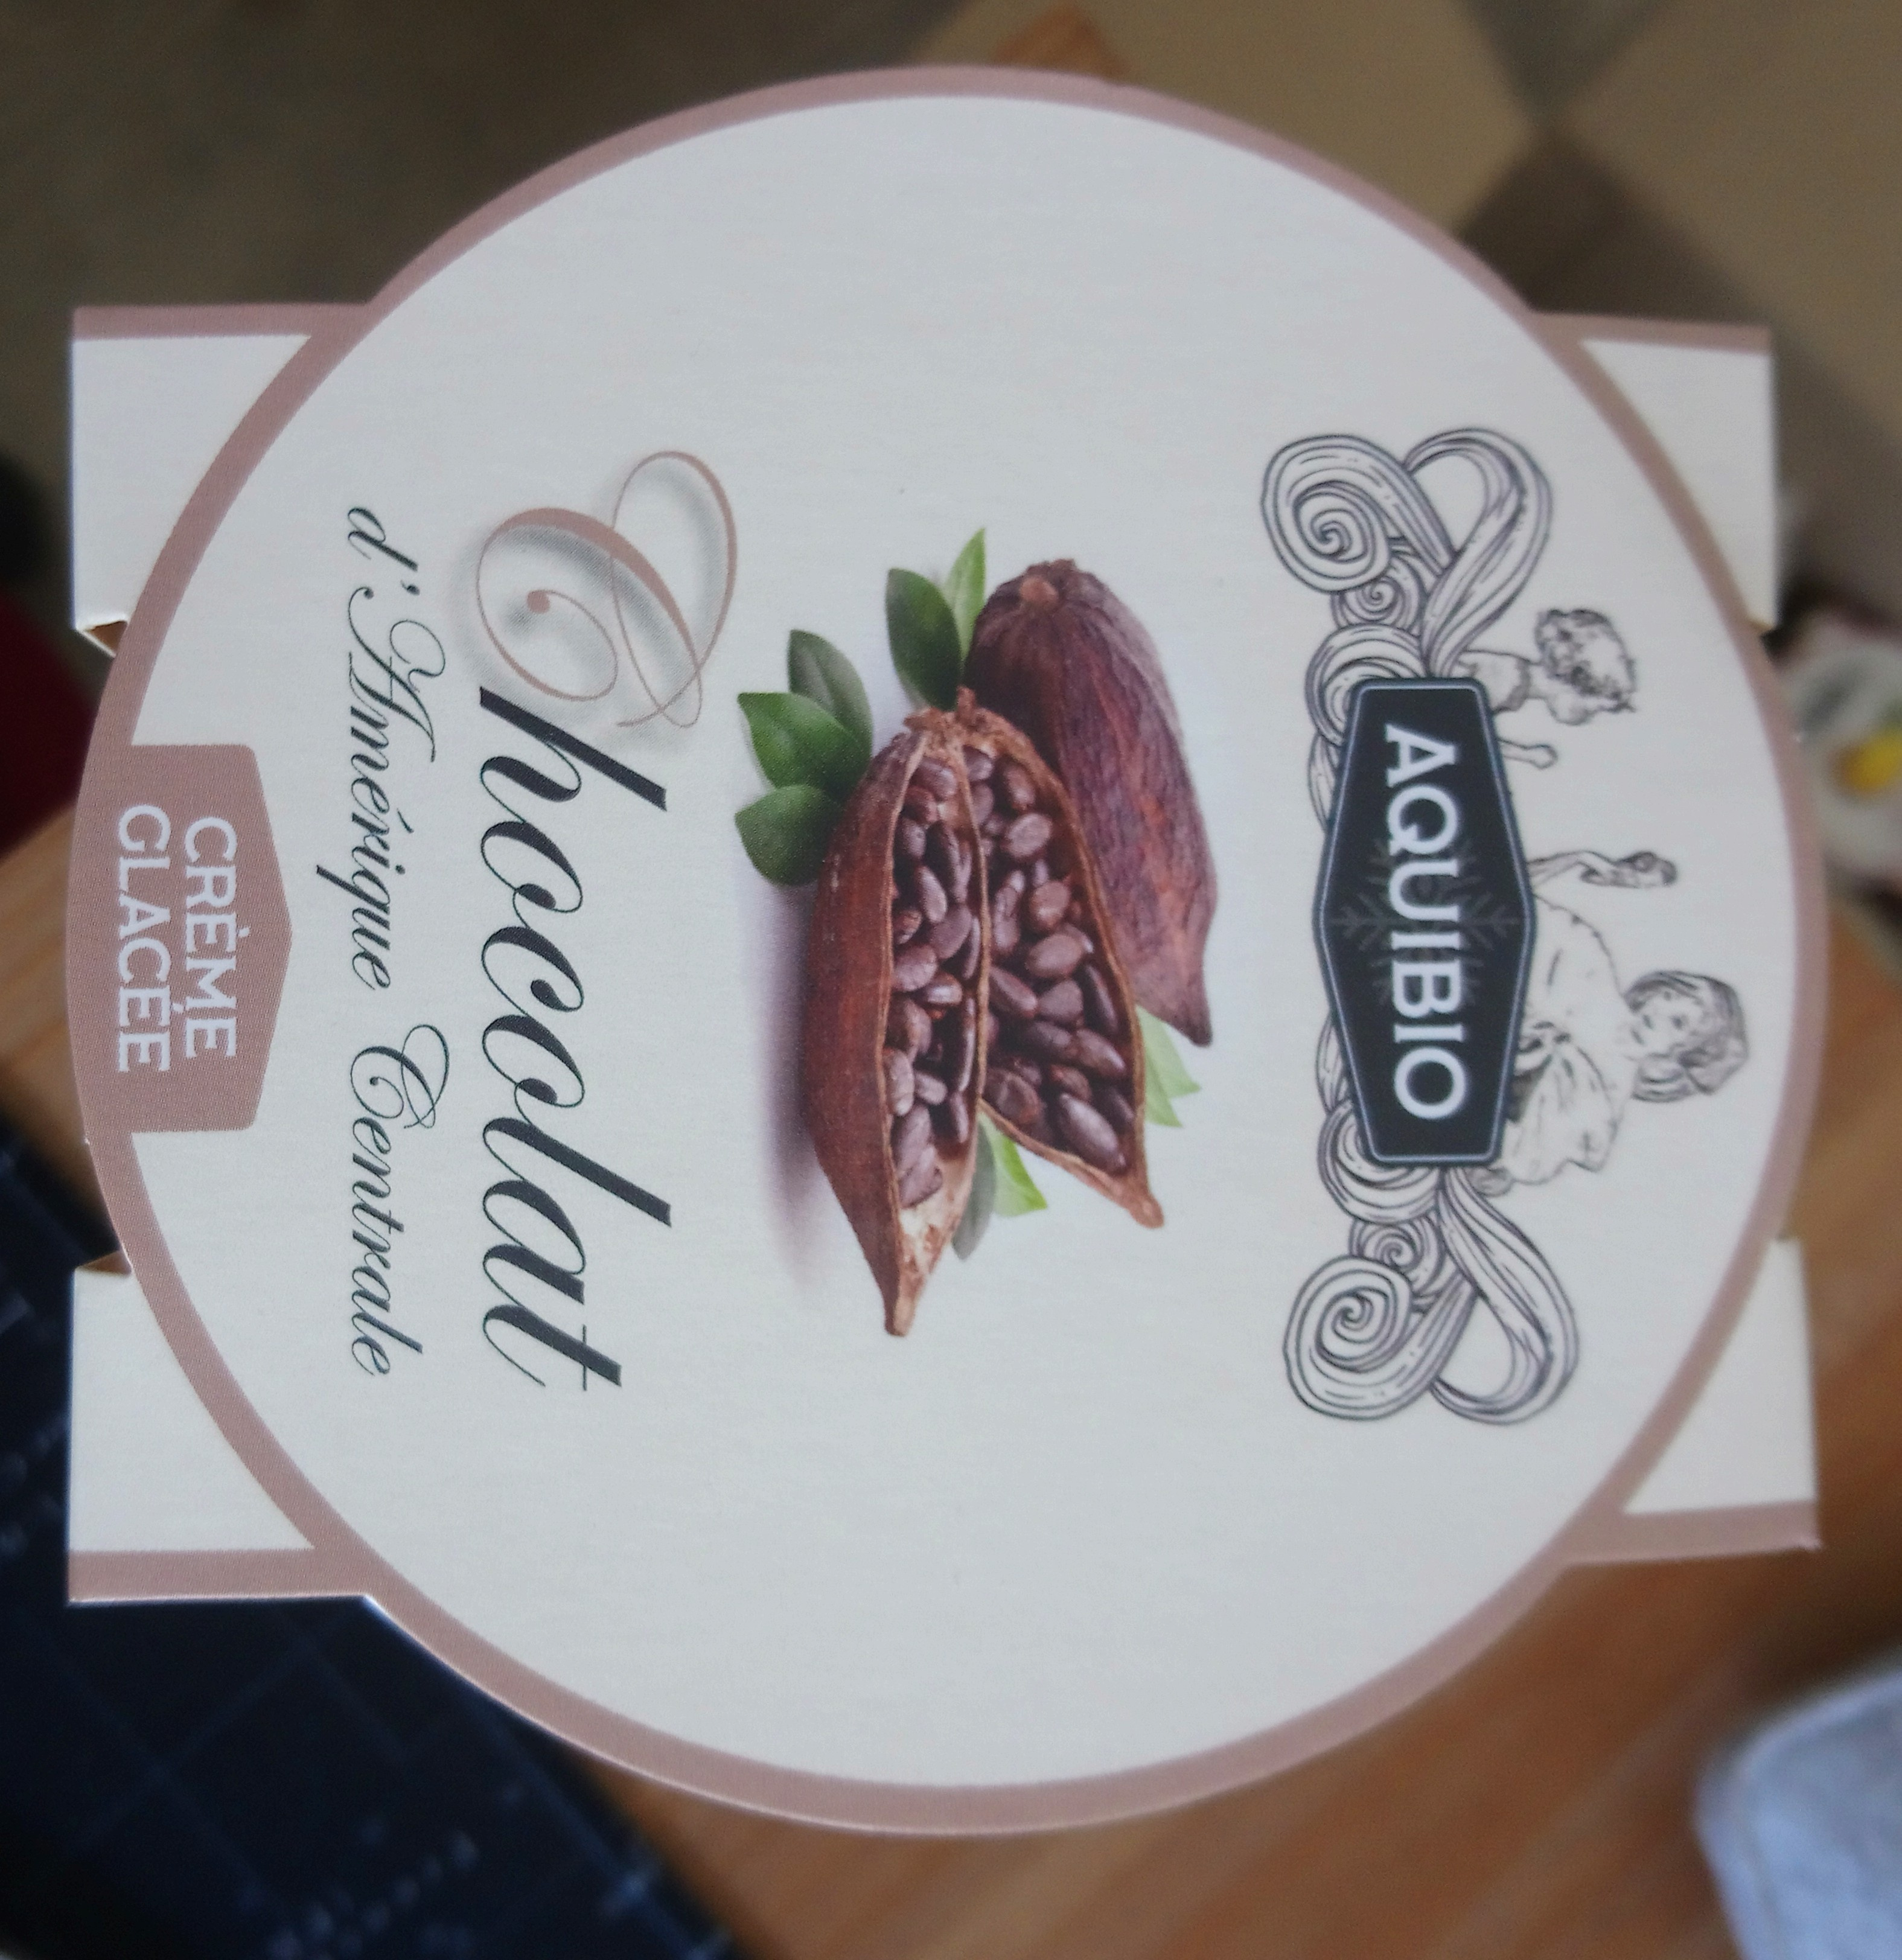 AQUIBIO
Chocolat
d'Amérique Centrale
CRÈME
GLACÉE